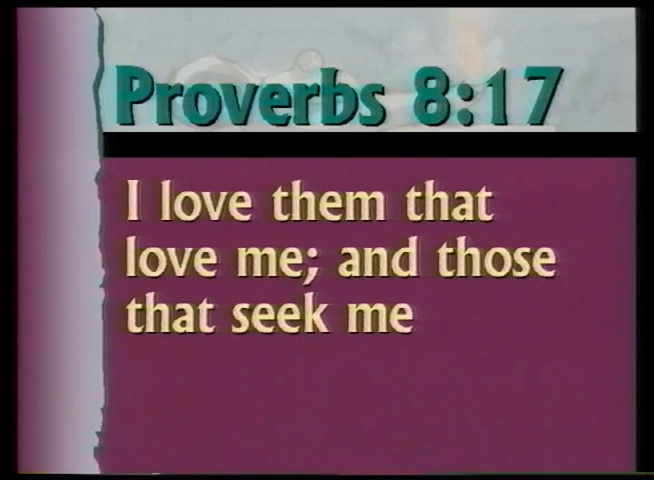 Proverbs 8:17
I love them that
love me; and those
that seek me